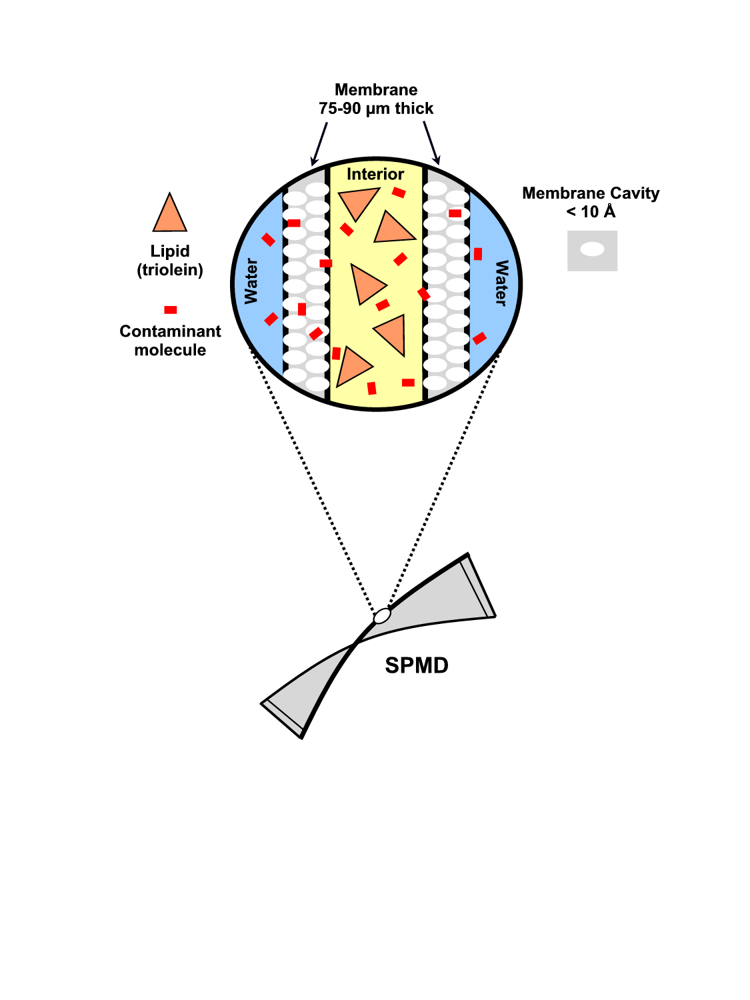 Membrane
75-90 µm thick
Interior
Membrane Cavity
< 10 Å
Lipid
(triolein)
Water
Water
Contaminant
molecule
SPMD